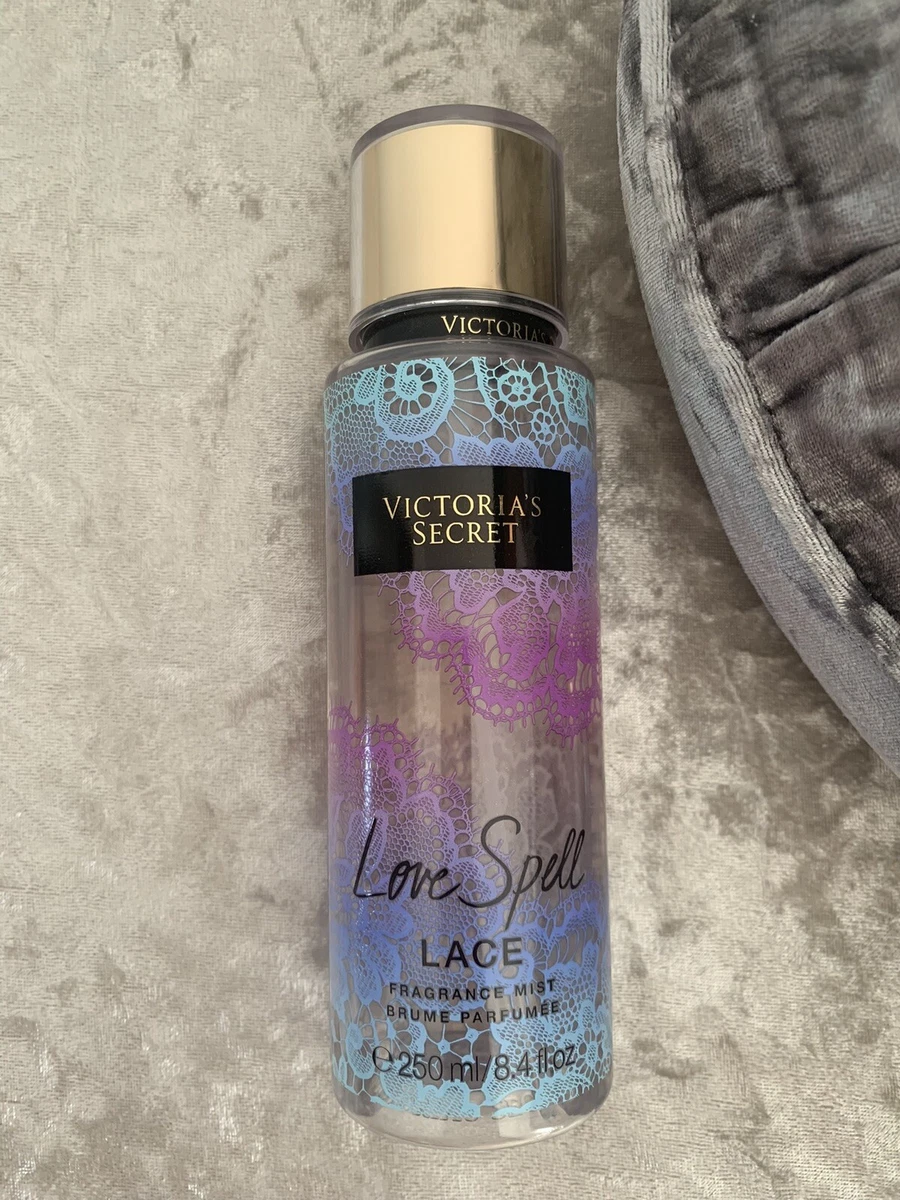 VICTORIA'S
VICTORIA'S
SECRET
Love Spell
LACE
FRAGRANCE MIST
BRUME PARFUMÉE
℮250 ml/8.4 fl oz